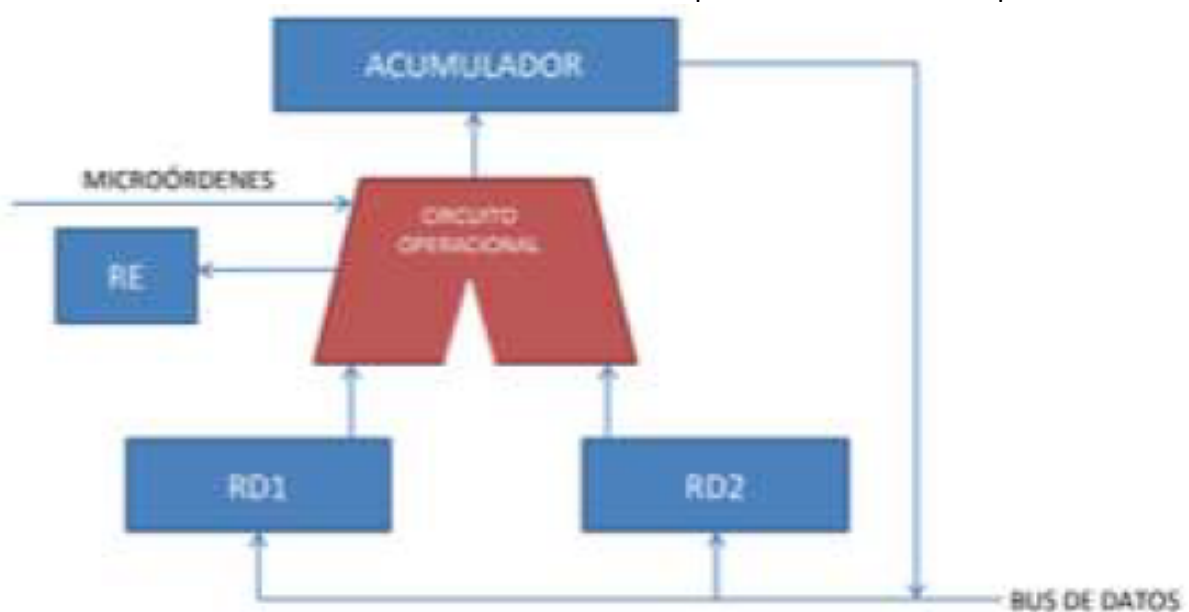 ACUMULADOR
MICROÓRDENES
CIRCUITO
OPERACIONAL
RE
RD1
RD2
BUS DE DATOS